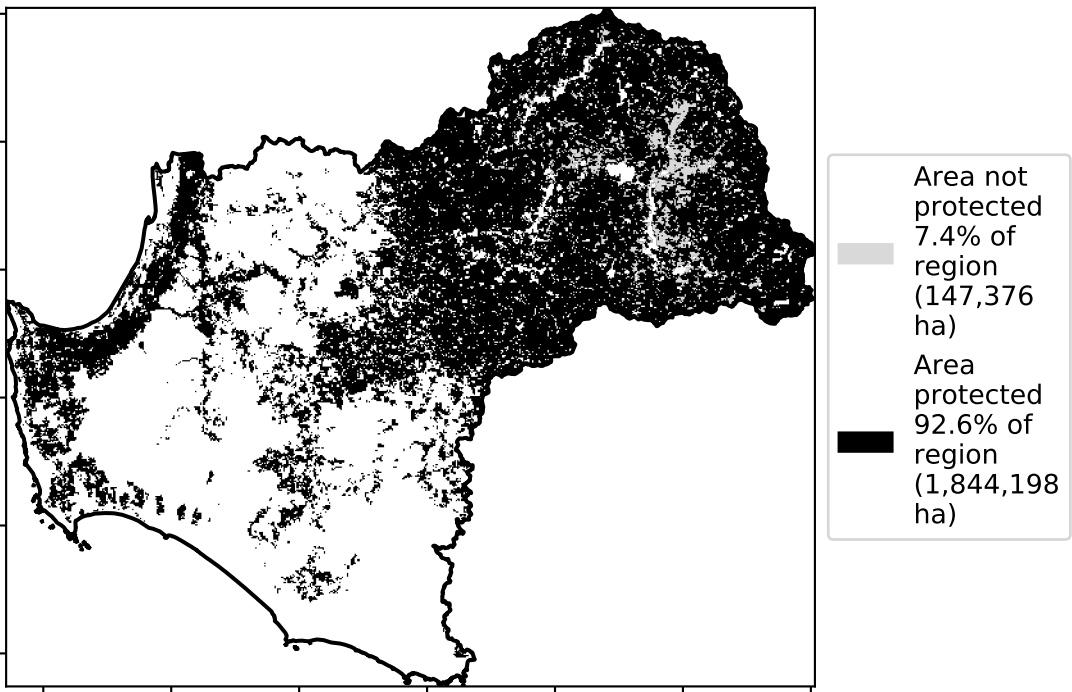 Area not
protected
7.4% of
region
(147,376
ha)
Area
protected
92.6% of
region
(1,844,198
ha)